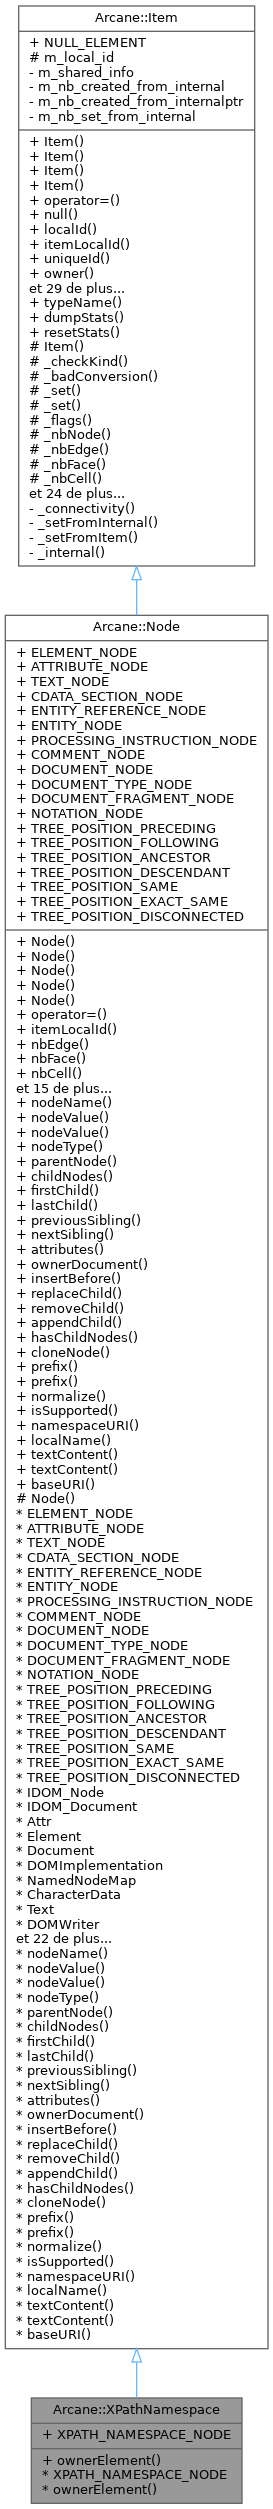 Arcane::Item
+ NULL_ELEMENT
# m_local_id
- m_shared_info
- m_nb_created_from_internal
- m_nb_created_from_internalptr
- m_nb_set_from_internal
+ Item()
+ Item()
+ Item()
+ Item()
+ operator=()
+ null()
+ localId()
+ itemLocalId()
+ uniqueId()
+ owner()
et 29 de plus...
+ typeName()
+ dumpStats()
+ resetStats()
# Item()
# _checkKind()
# _badConversion()
# _set()
# _set()
# _flags()
# _nbNode()
# _nbEdge()
# _nbFace()
# _nbCell()
et 24 de plus...
- _connectivity()
- _setFromInternal()
- _setFromItem()
- _internal()
Arcane::Node
+ ELEMENT_NODE
+ ATTRIBUTE_NODE
+ TEXT_NODE
+ CDATA_SECTION_NODE
+ ENTITY_REFERENCE_NODE
+ ENTITY_NODE
+ PROCESSING_INSTRUCTION_NODE
+ COMMENT_NODE
+ DOCUMENT_NODE
+ DOCUMENT_TYPE_NODE
+ DOCUMENT_FRAGMENT_NODE
+ NOTATION_NODE
+ TREE_POSITION_PRECEDING
+ TREE_POSITION_FOLLOWING
+ TREE_POSITION_ANCESTOR
+ TREE_POSITION_DESCENDANT
+ TREE_POSITION_SAME
+ TREE_POSITION_EXACT_SAME
+ TREE_POSITION_DISCONNECTED
+ Node()
+ Node()
+ Node()
+ Node()
+ Node()
+ operator=()
+ itemLocalId()
+ nbEdge()
+ nbFace()
+ nbCell()
et 15 de plus...
+ nodeName()
+ nodeValue()
+ nodeValue()
+ nodeType()
+ parentNode()
+ childNodes()
+ firstChild()
+ lastChild()
+ previousSibling()
+ nextSibling()
+ attributes()
+ ownerDocument()
+ insertBefore()
+ replaceChild()
+ removeChild()
+ appendChild()
+ hasChildNodes()
+ cloneNode()
+ prefix()
+ prefix()
+ normalize()
+ isSupported()
+ namespaceURI()
+ localName()
+ textContent()
+ textContent()
+ baseURI()
# Node()
* ELEMENT_NODE
* ATTRIBUTE_NODE
* TEXT_NODE
* CDATA_SECTION_NODE
* ENTITY_REFERENCE_NODE
* ENTITY_NODE
* PROCESSING_INSTRUCTION_NODE
* COMMENT_NODE
* DOCUMENT_NODE
* DOCUMENT_TYPE_NODE
* DOCUMENT_FRAGMENT_NODE
* NOTATION_NODE
* TREE_POSITION_PRECEDING
* TREE_POSITION_FOLLOWING
* TREE_POSITION_ANCESTOR
* TREE_POSITION_DESCENDANT
* TREE_POSITION_SAME
* TREE_POSITION_EXACT_SAME
* TREE_POSITION_DISCONNECTED
* IDOM_Node
* IDOM_Document
* Attr
* Element
* Document
* DOMImplementation
* NamedNodeMap
* CharacterData
* Text
* DOMWriter
et 22 de plus...
* nodeName()
* nodeValue()
* nodeValue()
* nodeType()
* parentNode()
* childNodes()
* firstChild()
* lastChild()
* previousSibling()
* nextSibling()
* attributes()
* ownerDocument()
* insertBefore()
* replaceChild()
* removeChild()
* appendChild()
* hasChildNodes()
* cloneNode()
* prefix()
* prefix()
* normalize()
* isSupported()
* namespaceURI()
* localName()
* textContent()
* textContent()
* baseURI()
Arcane::XPathNamespace
+ XPATH_NAMESPACE_NODE
+ ownerElement()
* XPATH_NAMESPACE_NODE
* ownerElement()